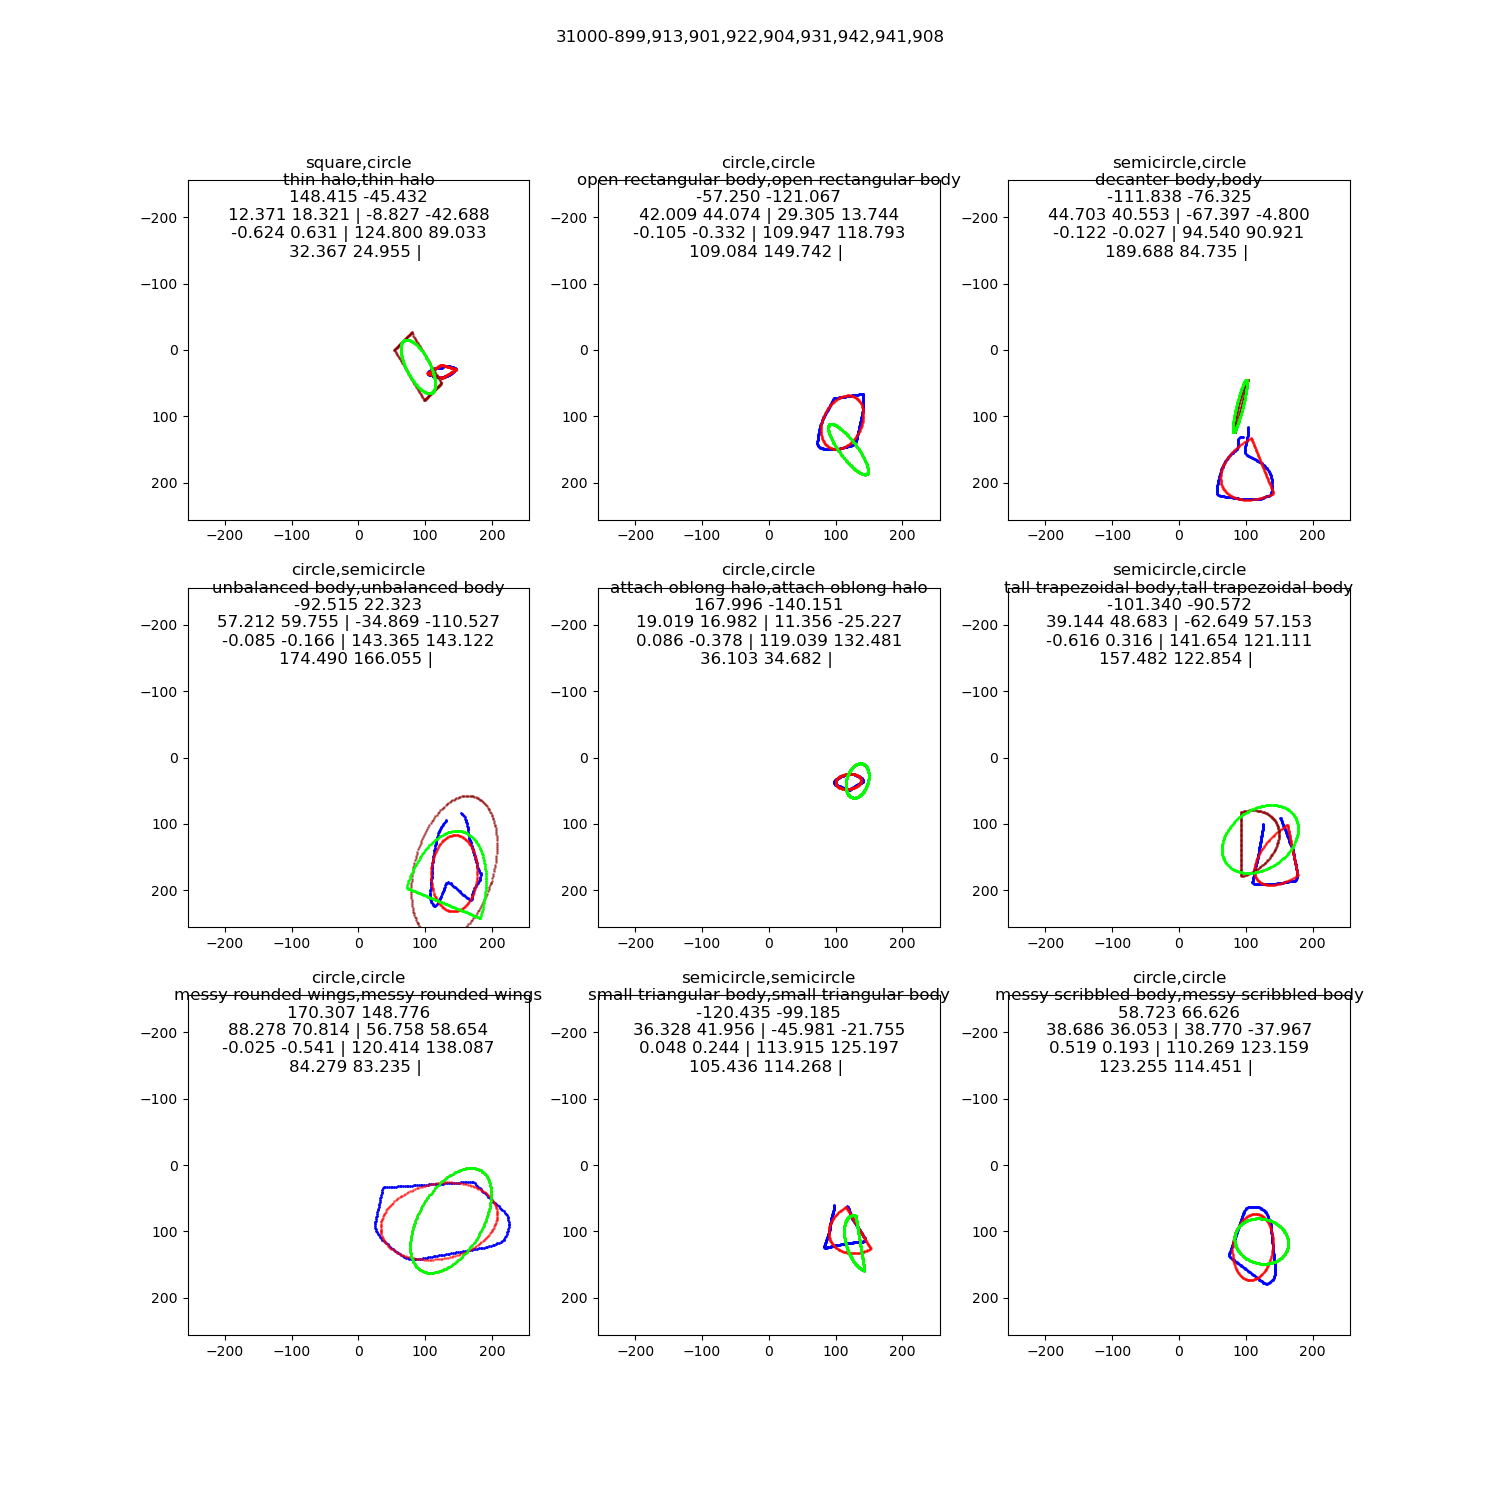 31000-899,913,901,922,904,931,942,941,908
square,circle
thin halo,thin halo
148.415 -45.432
12.371 18.321 | -8.827 -42.688
-0.624 0.631 | 124.800 89.033
32.367 24.955 |
−200
−100
0
100
200
−200 −100 0 100 200
circle,circle
open rectangular body,open rectangular body
-57.250 -121.067
42.009 44.074 | 29.305 13.744
-0.105 -0.332 | 109.947 118.793
109.084 149.742 |
−200
−100
0
100
200
−200 −100 0 100 200
semicircle,circle
decanter body,body
-111.838 -76.325
44.703 40.553 | -67.397 -4.800
-0.122 -0.027 | 94.540 90.921
189.688 84.735 |
−200
−100
0
100
200
−200 −100 0 100 200
circle,semicircle
unbalanced body,unbalanced body
-92.515 22.323
57.212 59.755 | -34.869 -110.527
-0.085 -0.166 | 143.365 143.122
174.490 166.055 |
−200
−100
0
100
200
−200 −100 0 100 200
circle,circle
attach oblong halo,attach oblong halo
167.996 -140.151
19.019 16.982 | 11.356 -25.227
0.086 -0.378 | 119.039 132.481
36.103 34.682 |
−200
−100
0
100
200
−200 −100 0 100 200
semicircle,circle
tall trapezoidal body,tall trapezoidal body
-101.340 -90.572
39.144 48.683 | -62.649 57.153
-0.616 0.316 | 141.654 121.111
157.482 122.854 |
−200
−100
0
100
200
−200 −100 0 100 200
circle,circle
messy rounded wings,messy rounded wings
170.307 148.776
88.278 70.814 | 56.758 58.654
-0.025 -0.541 | 120.414 138.087
84.279 83.235 |
−200
−100
0
100
200
−200 −100 0 100 200
semicircle,semicircle
small triangular body,small triangular body
-120.435 -99.185
36.328 41.956 | -45.981 -21.755
0.048 0.244 | 113.915 125.197
105.436 114.268 |
−200
−100
0
100
200
−200 −100 0 100 200
circle,circle
messy scribbled body,messy scribbled body
58.723 66.626
38.686 36.053 | 38.770 -37.967
0.519 0.193 | 110.269 123.159
123.255 114.451 |
−200
−100
0
100
200
−200 −100 0 100 200